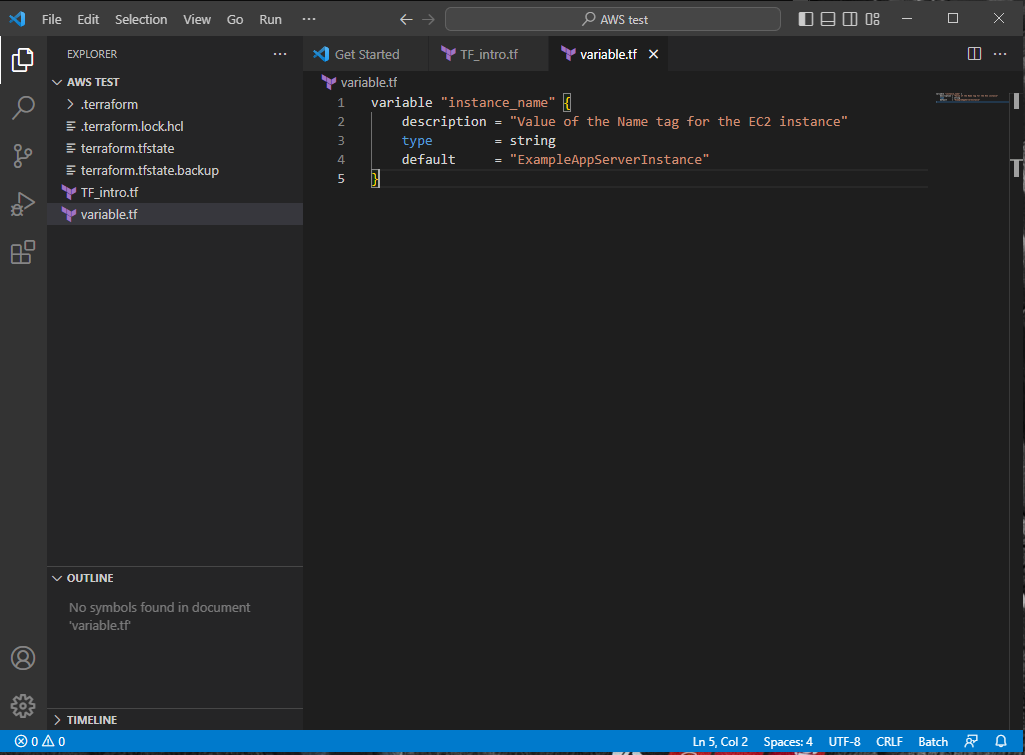 File Edit Selection View Go Run ··· AWS test
EXPLORER ···
AWS TEST
.terraform
.terraform.lock.hcl
terraform.tfstate
terraform.tfstate.backup
TF_intro.tf
variable.tf
OUTLINE
No symbols found in document
'variable.tf'
TIMELINE
Get Started TF_intro.tf variable.tf
variable.tf
1 variable "instance_name" {
2 description = "Value of the Name tag for the EC2 instance"
3 type = string
4 default = "ExampleAppServerInstance"
5 }
0 0 Ln 5, Col 2 Spaces: 4 UTF-8 CRLF Batch